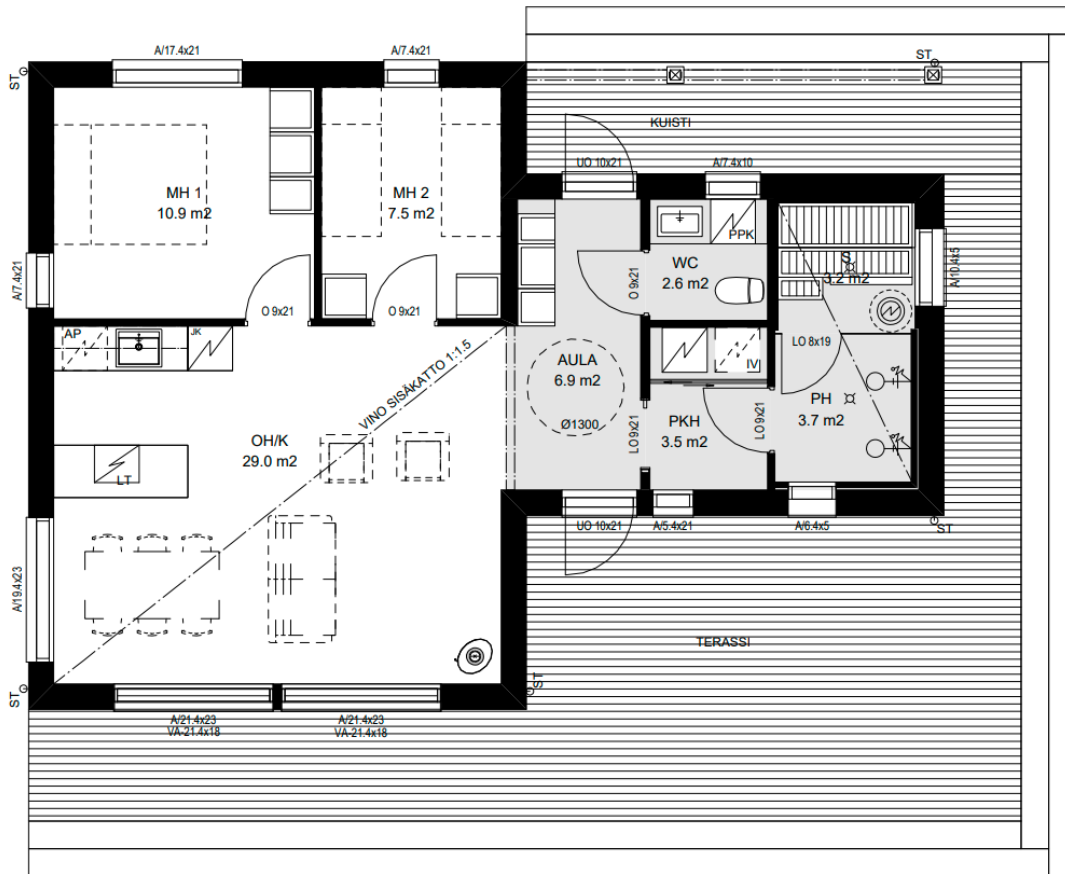 A/17.4x21
A/7.4x21
ST
ST
KUISTI
UO 10x21
A/7.4x10
MH 1
10.9 m2
MH 2
7.5 m2
PPK
WC
2.6 m2
S
3.2 m2
A/7.4x21
A/10.4x5
O 9x21
O 9x21
O 9x21
AP
JK
LO 8x19
VINO SISÄKATTO 1:1.5
AULA
6.9 m2
IV
Ø1300
LO 9x21
PKH
3.5 m2
LO 9x21
PH
3.7 m2
OH/K
29.0 m2
LT
UO 10x21
A/5.4x21
A/6.4x5
ST
A/19.4x23
TERASSI
ST
ST
A/21.4x23
VA-21.4x18
A/21.4x23
VA-21.4x18